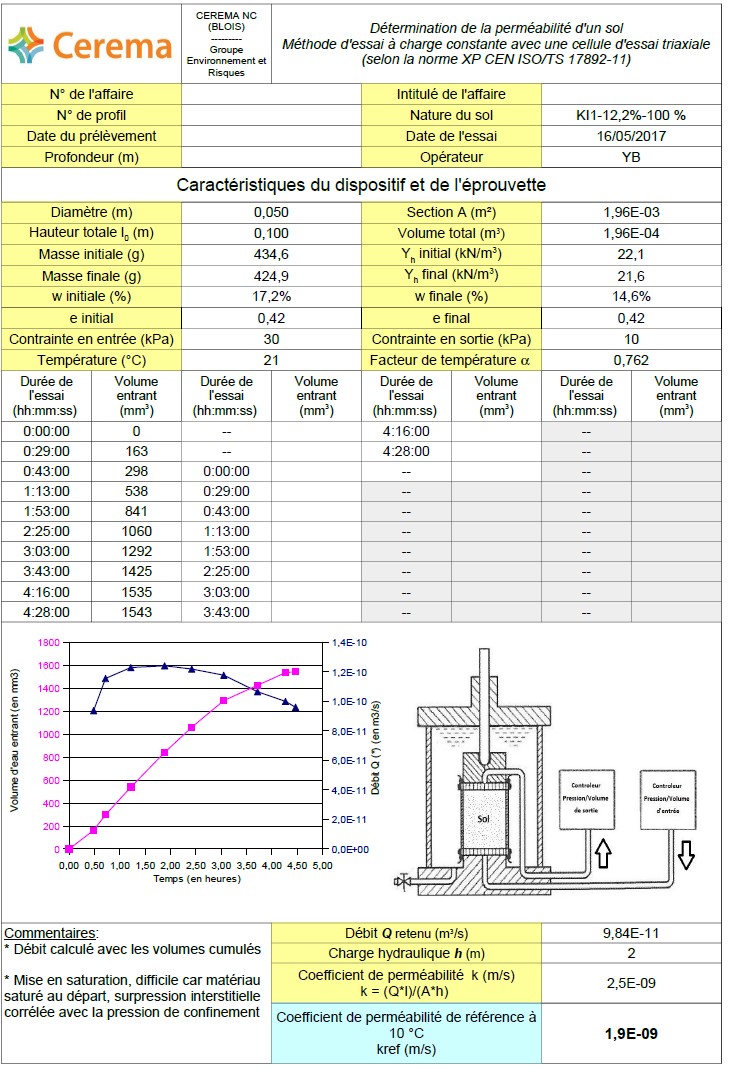 Cerema
CEREMA NC
(BLOIS)
---------
Groupe
Environnement et
Risques
Détermination de la perméabilité d'un sol
Méthode d'essai à charge constante avec une cellule d'essai triaxiale
(selon la norme XP CEN ISO/TS 17892-11)
N° de l'affaire Intitulé de l'affaire
N° de profil Nature du sol KI1-12,2%-100 %
Date du prélèvement Date de l'essai 16/05/2017
Profondeur (m) Opérateur YB
Caractéristiques du dispositif et de l'éprouvette
Diamètre (m) 0,050 Section A (m²) 1,96E-03
Hauteur totale l₀ (m) 0,100 Volume total (m³) 1,96E-04
Masse initiale (g) 434,6 Yₕ initial (kN/m³) 22,1
Masse finale (g) 424,9 Yₕ final (kN/m³) 21,6
w initiale (%) 17,2% w finale (%) 14,6%
e initial 0,42 e final 0,42
Contrainte en entrée (kPa) 30 Contrainte en sortie (kPa) 10
Température (°C) 21 Facteur de température α 0,762
Durée de Volume Durée de Volume Durée de Volume Durée de Volume
l'essai entrant l'essai entrant l'essai entrant l'essai entrant
(hh:mm:ss) (mm³) (hh:mm:ss) (mm³) (hh:mm:ss) (mm³) (hh:mm:ss) (mm³)
0:00:00 0 -- 4:16:00 --
0:29:00 163 -- 4:28:00 --
0:43:00 298 0:00:00 -- --
1:13:00 538 0:29:00 -- --
1:53:00 841 0:43:00 -- --
2:25:00 1060 1:13:00 -- --
3:03:00 1292 1:53:00 -- --
3:43:00 1425 2:25:00 -- --
4:16:00 1535 3:03:00 -- --
4:28:00 1543 3:43:00 -- --
Volume d'eau entrant (en mm3)
1800
1600
1400
1200
1000
800
600
400
200
0
0,00 0,50 1,00 1,50 2,00 2,50 3,00 3,50 4,00 4,50 5,00
Temps (en heures)
1,4E-10
1,2E-10
1,0E-10
8,0E-11
6,0E-11
4,0E-11
2,0E-11
0,0E+00
Débit Q (*) (en m3/s)
Sol
Controleur
Pression/Volume
de sortie
Controleur
Pression/Volume
d'entrée
Commentaires:
* Débit calculé avec les volumes cumulés
* Mise en saturation, difficile car matériau
saturé au départ, surpression interstitielle
corrélée avec la pression de confinement
Débit Q retenu (m³/s) 9,84E-11
Charge hydraulique h (m) 2
Coefficient de perméabilité k (m/s)
k = (Q*l)/(A*h)
2,5E-09
Coefficient de perméabilité de référence à
10 °C
kref (m/s)
1,9E-09